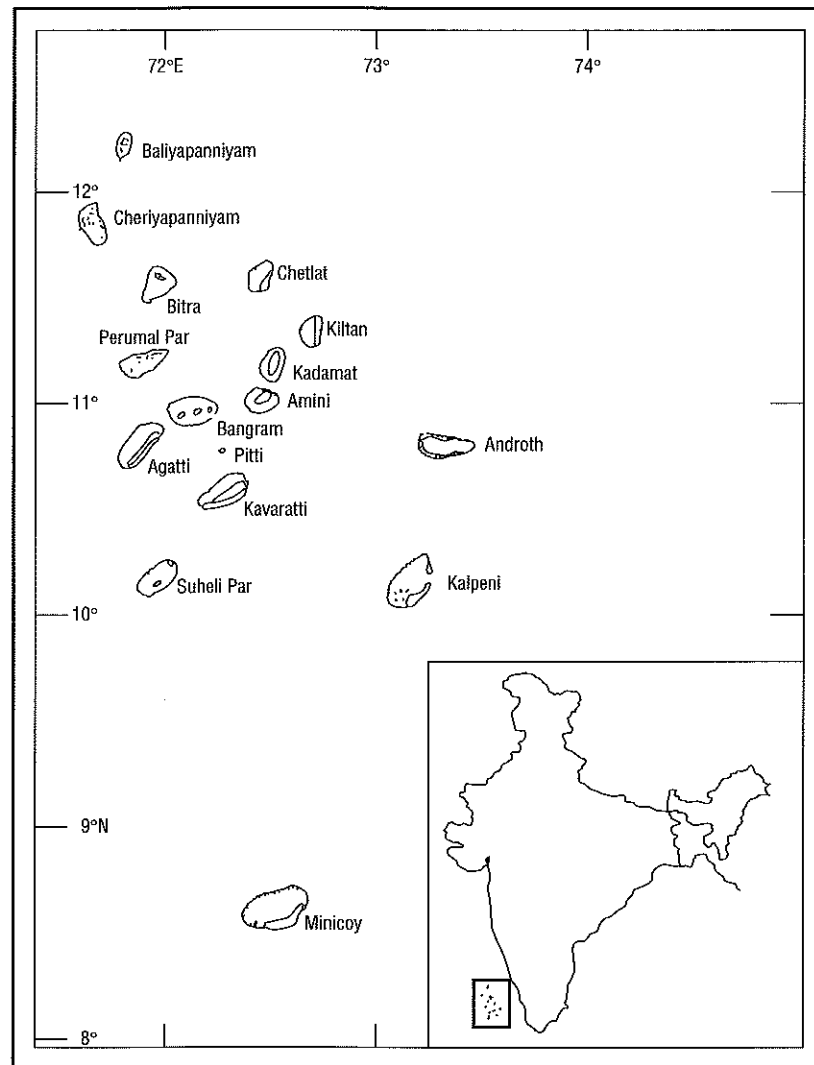 72°E
73°
74°
Baliyapanniyam
12°
Cheriyapanniyam
Chetlat
Bitra
Kiltan
Perumal Par
Kadamat
11°
Amini
Bangram
Androth
Pitti
Agatti
Kavaratti
Suheli Par
Kalpeni
10°
9°N
Minicoy
8°